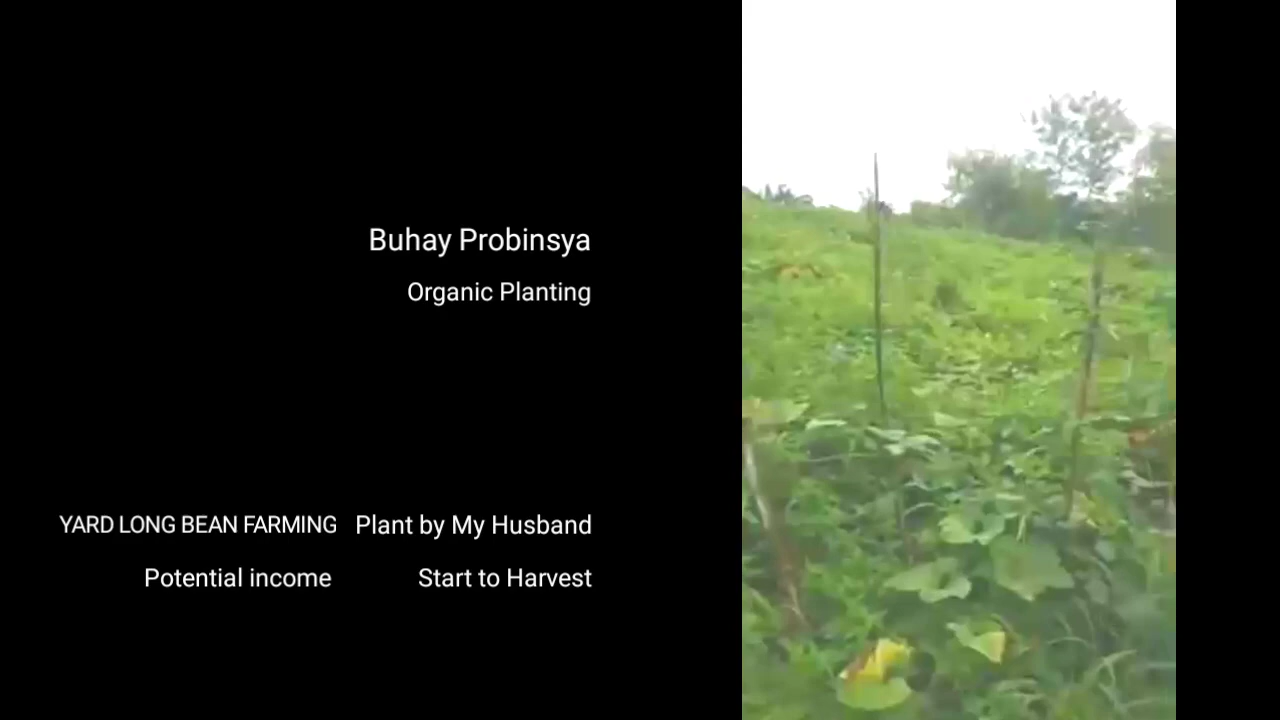 Buhay Probinsya
Organic Planting
YARD LONG BEAN FARMING
Potential income
Plant by My Husband
Start to Harvest